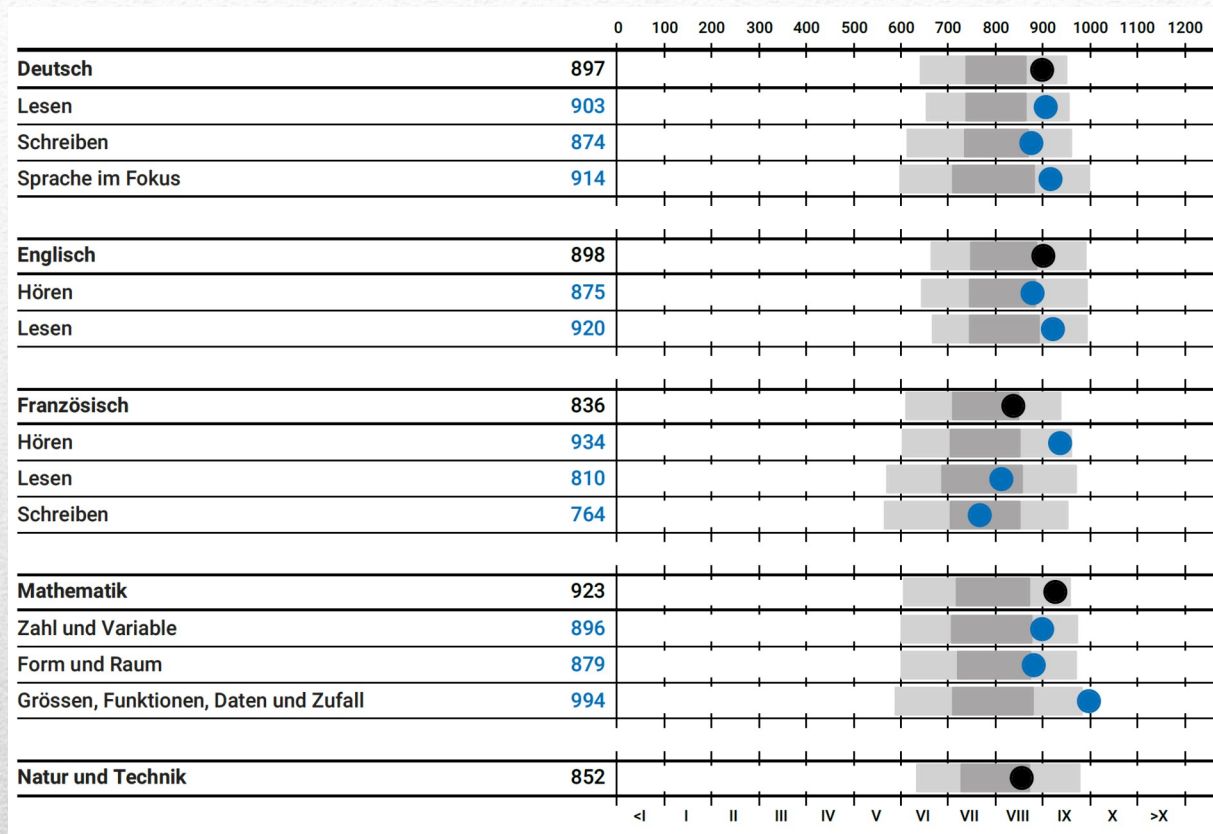 0 100 200 300 400 500 600 700 800 900 1000 1100 1200
Deutsch 897
Lesen 903
Schreiben 874
Sprache im Fokus 914
Englisch 898
Hören 875
Lesen 920
Französisch 836
Hören 934
Lesen 810
Schreiben 764
Mathematik 923
Zahl und Variable 896
Form und Raum 879
Grössen, Funktionen, Daten und Zufall 994
Natur und Technik 852
<I I II III IV V VI VII VIII IX X >X